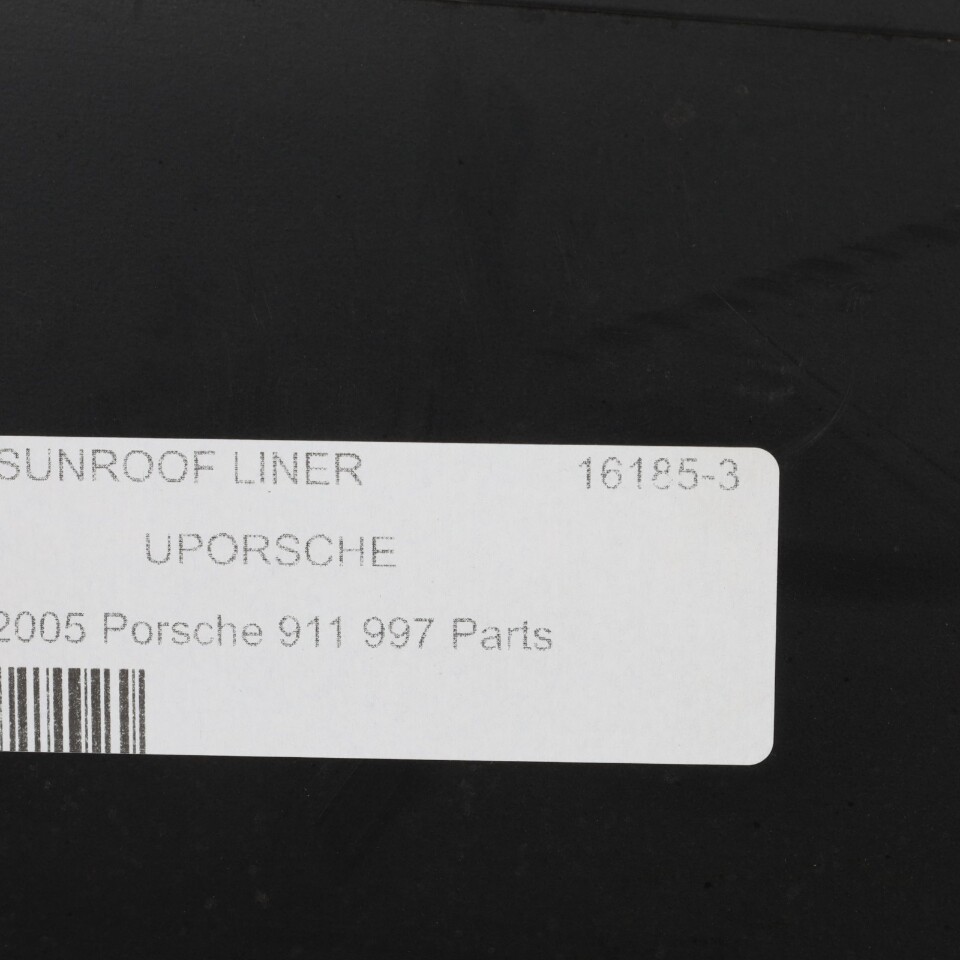 SUNROOF LINER 16185-3
UPORSCHE
2005 Porsche 911 997 Parts